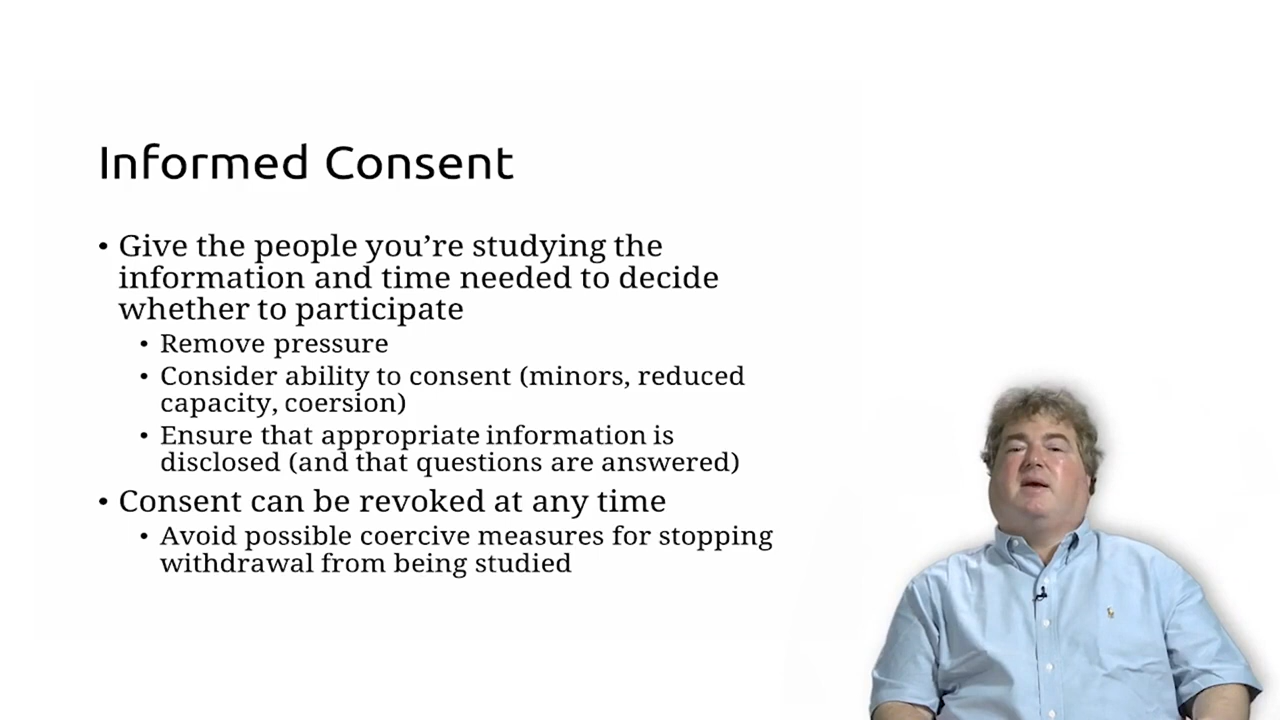 Informed Consent
• Give the people you’re studying the
information and time needed to decide
whether to participate
• Remove pressure
• Consider ability to consent (minors, reduced
capacity, coersion)
• Ensure that appropriate information is
disclosed (and that questions are answered)
• Consent can be revoked at any time
• Avoid possible coercive measures for stopping
withdrawal from being studied